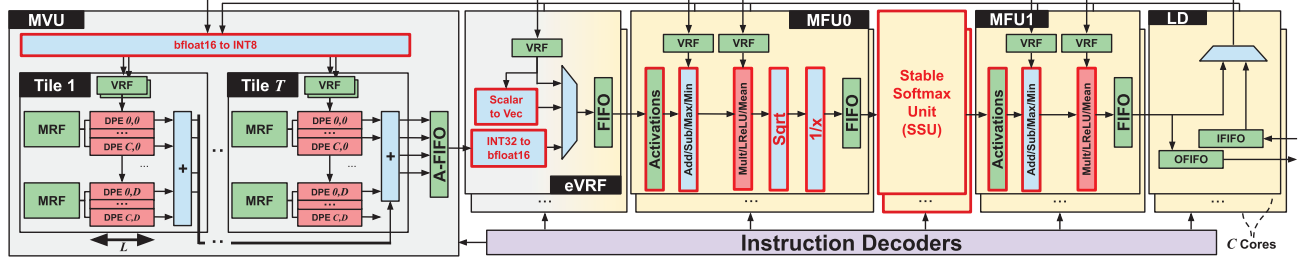 MVU
bfloat16 to INT8
Tile 1
VRF
MRF
DPE 0,0
...
DPE C,0
...
MRF
DPE 0,D
...
DPE C,D
+
L
..
..
Tile T
VRF
MRF
DPE 0,0
...
DPE C,0
...
MRF
DPE 0,D
...
DPE C,D
+
A-FIFO
VRF
Scalar
to Vec
INT32 to
bfloat16
FIFO
eVRF
...
MFU0
VRF
VRF
Activations
Add/Sub/Max/Min
Mult/LReLU/Mean
Sqrt
1/x
FIFO
...
Stable
Softmax
Unit
(SSU)
...
MFU1
VRF
VRF
Activations
Add/Sub/Max/Min
Mult/LReLU/Mean
FIFO
...
LD
IFIFO
OFIFO
...
C Cores
Instruction Decoders